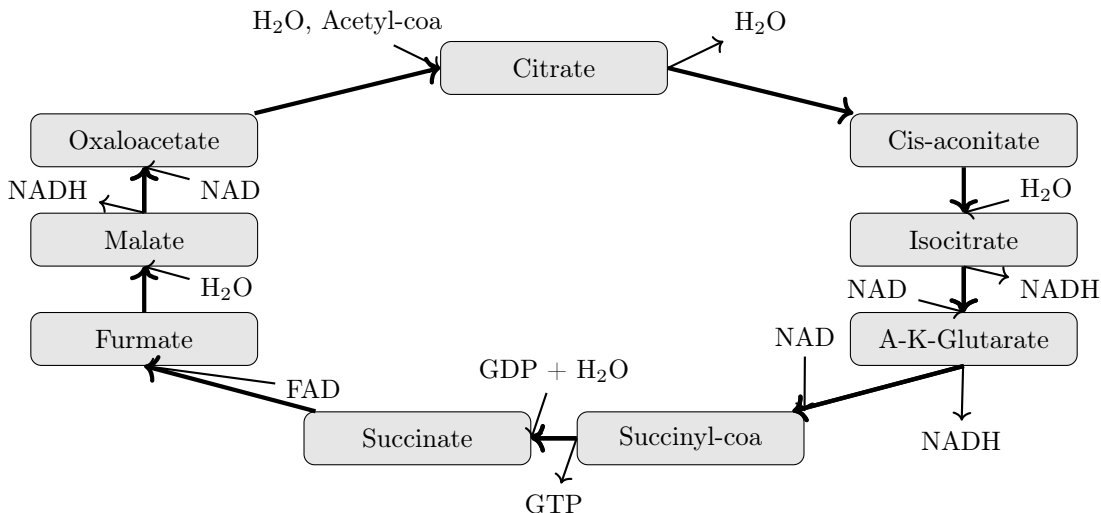 H₂O, Acetyl-coa
H₂O
Citrate
Oxaloacetate
Cis-aconitate
NADH
NAD
H₂O
Malate
Isocitrate
H₂O
NAD
NADH
Furmate
A-K-Glutarate
NAD
GDP + H₂O
FAD
Succinate
Succinyl-coa
NADH
GTP